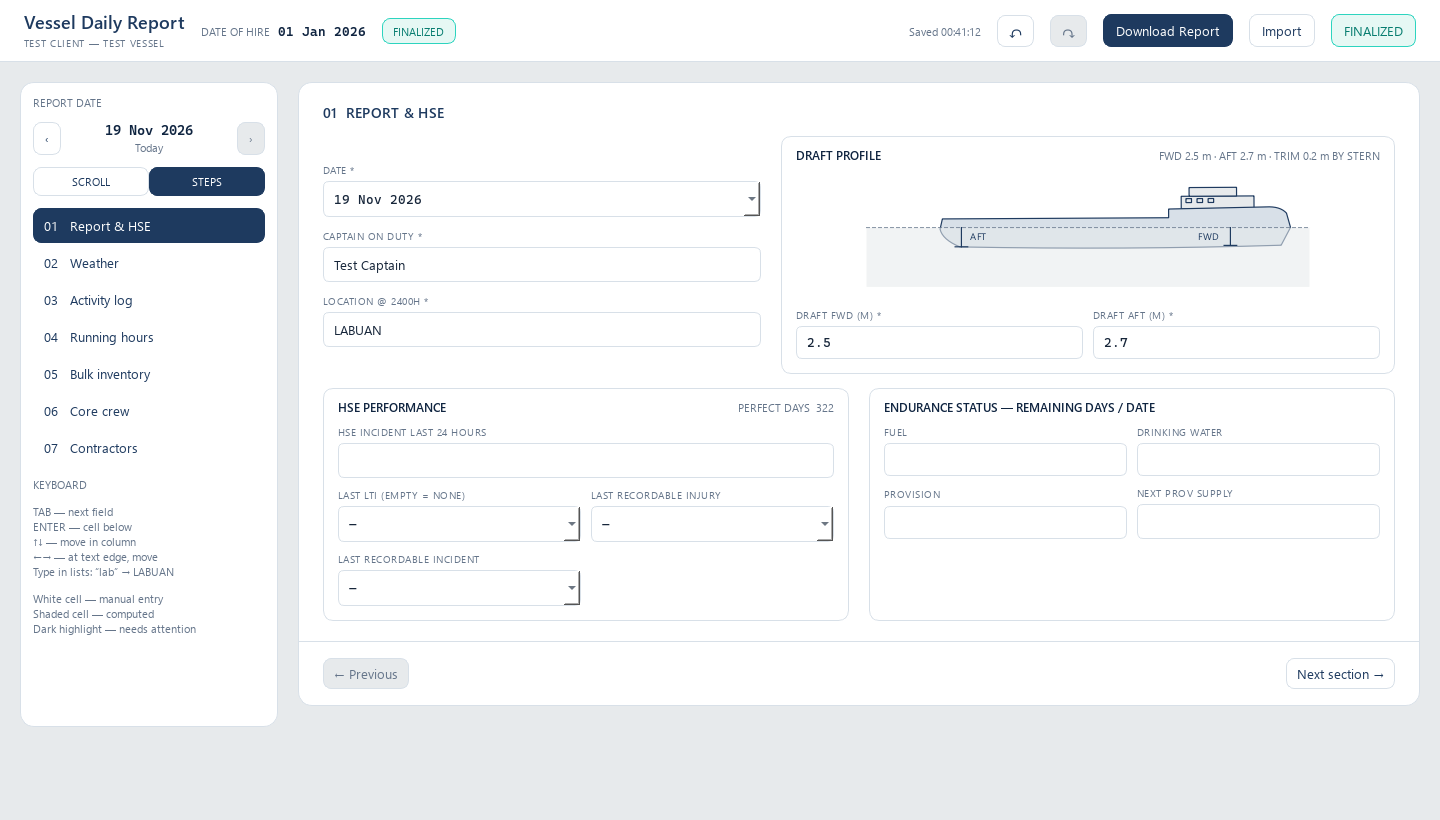 Vessel Daily Report
TEST CLIENT — TEST VESSEL
DATE OF HIRE 01 Jan 2026
FINALIZED
Saved 00:41:12
Download Report
Import
FINALIZED
REPORT DATE
‹
19 Nov 2026
›
Today
SCROLL
STEPS
01 Report & HSE
02 Weather
03 Activity log
04 Running hours
05 Bulk inventory
06 Core crew
07 Contractors
KEYBOARD
TAB — next field
ENTER — cell below
↑↓ — move in column
←→ — at text edge, move
Type in lists: “lab” → LABUAN
White cell — manual entry
Shaded cell — computed
Dark highlight — needs attention
01 REPORT & HSE
DATE *
19 Nov 2026
CAPTAIN ON DUTY *
Test Captain
LOCATION @ 2400H *
LABUAN
DRAFT PROFILE
FWD 2.5 m · AFT 2.7 m · TRIM 0.2 m BY STERN
AFT
FWD
DRAFT FWD (M) *
2.5
DRAFT AFT (M) *
2.7
HSE PERFORMANCE
PERFECT DAYS 322
HSE INCIDENT LAST 24 HOURS
LAST LTI (EMPTY = NONE)
—
LAST RECORDABLE INJURY
—
LAST RECORDABLE INCIDENT
—
ENDURANCE STATUS — REMAINING DAYS / DATE
FUEL
DRINKING WATER
PROVISION
NEXT PROV SUPPLY
← Previous
Next section →